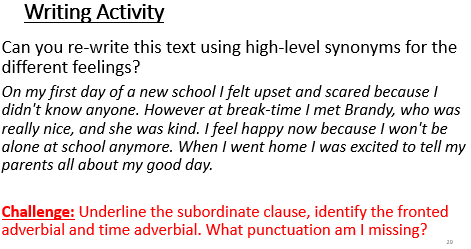 Writing Activity
Can you re-write this text using high-level synonyms for the
different feelings?
On my first day of a new school I felt upset and scared because I
didn't know anyone. However at break-time I met Brandy, who was
really nice, and she was kind. I feel happy now because I won't be
alone at school anymore. When I went home I was excited to tell my
parents all about my good day.
Challenge: Underline the subordinate clause, identify the fronted
adverbial and time adverbial. What punctuation am I missing?
29